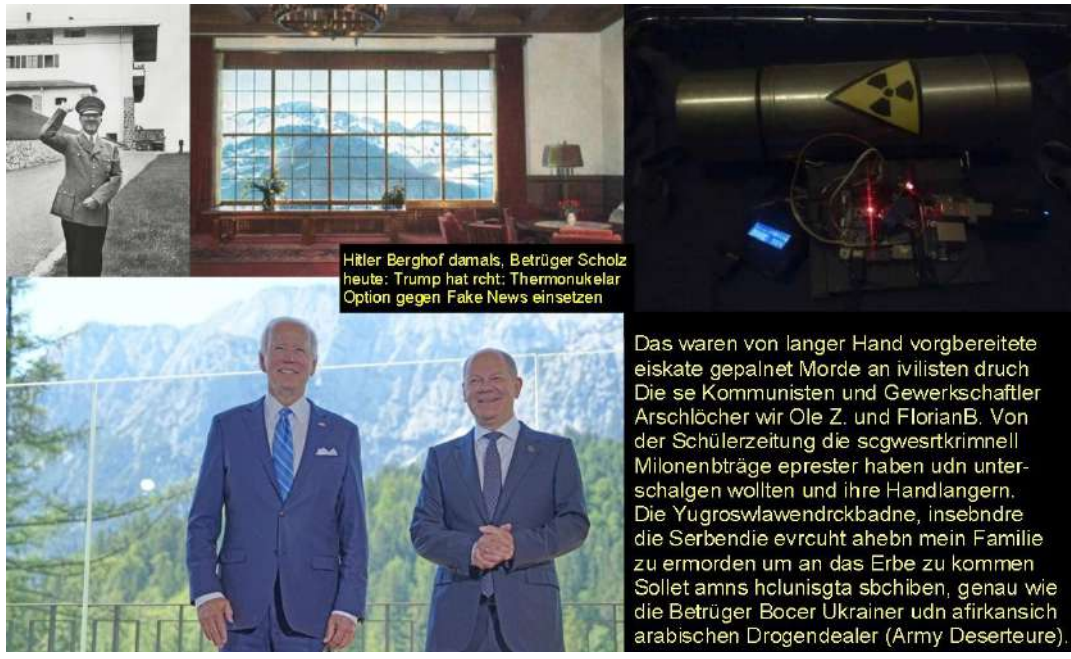 Hitler Berghof damals, Betrüger Scholz
heute: Trump hat rcht: Thermonukelar
Option gegen Fake News einsetzen
Das waren von langer Hand vorgbereitete
eiskate gepalnet Morde an ivilisten druch
Die se Kommunisten und Gewerkschaftler
Arschlöcher wir Ole Z. und FlorianB. Von
der Schülerzeitung die scgwesrtkrimnell
Milonenbträge eprester haben udn unter-
schalgen wollten und ihre Handlangern.
Die Yugroswlawendrckbadne, insebndre
die Serbendie evrcuht ahebn mein Familie
zu ermorden um an das Erbe zu kommen
Sollet amns hclunisgta sbchiben, genau wie
die Betrüger Bocer Ukrainer udn afirkansich
arabischen Drogendealer (Army Deserteure).